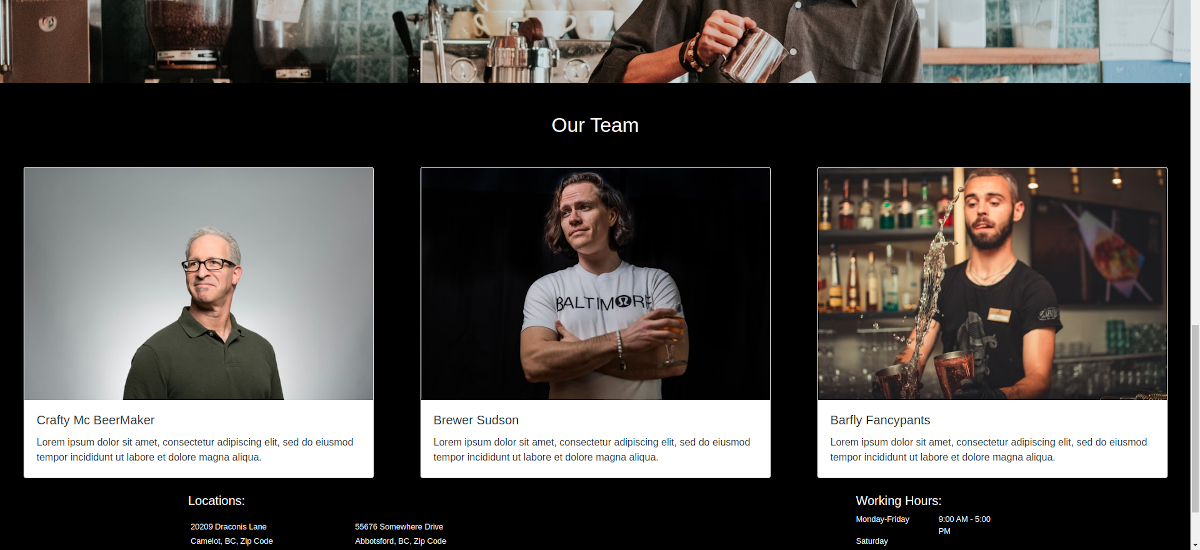 Our Team
BALTIMORE
Crafty Mc BeerMaker
Lorem ipsum dolor sit amet, consectetur adipiscing elit, sed do eiusmod
tempor incididunt ut labore et dolore magna aliqua.
Brewer Sudson
Lorem ipsum dolor sit amet, consectetur adipiscing elit, sed do eiusmod
tempor incididunt ut labore et dolore magna aliqua.
Barfly Fancypants
Lorem ipsum dolor sit amet, consectetur adipiscing elit, sed do eiusmod
tempor incididunt ut labore et dolore magna aliqua.
Locations:
20209 Draconis Lane
Camelot, BC, Zip Code
55676 Somewhere Drive
Abbotsford, BC, Zip Code
Working Hours:
Monday-Friday 9:00 AM - 5:00
PM
Saturday